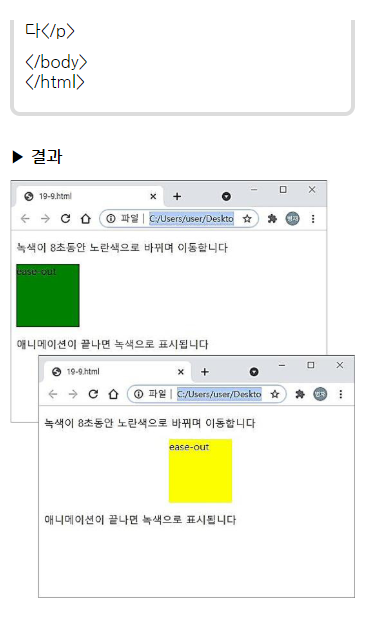 다</p>
</body>
</html>
▶ 결과
19-9.html
파일 | C:/Users/user/Deskto
녹색이 8초동안 노란색으로 바뀌며 이동합니다
ease-out
애니메이션이 끝나면 녹색으로 표시됩니다
19-9.html
파일 | C:/Users/user/Deskto
녹색이 8초동안 노란색으로 바뀌며 이동합니다
ease-out
애니메이션이 끝나면 녹색으로 표시됩니다